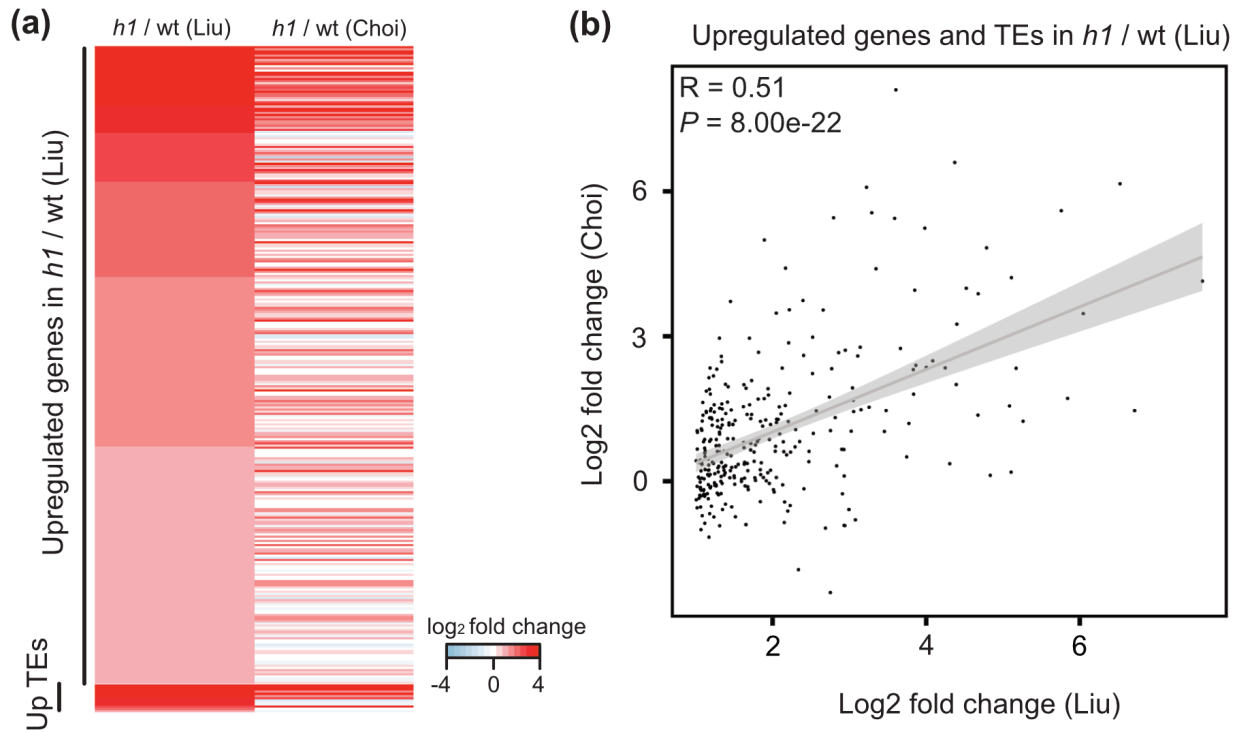 (a)
h1 / wt (Liu)
h1 / wt (Choi)
Upregulated genes in h1 / wt (Liu)
Up TEs
log2 fold change
-4
0
4
(b)
Upregulated genes and TEs in h1 / wt (Liu)
R = 0.51
P = 8.00e-22
Log2 fold change (Choi)
6
3
0
2
4
6
Log2 fold change (Liu)